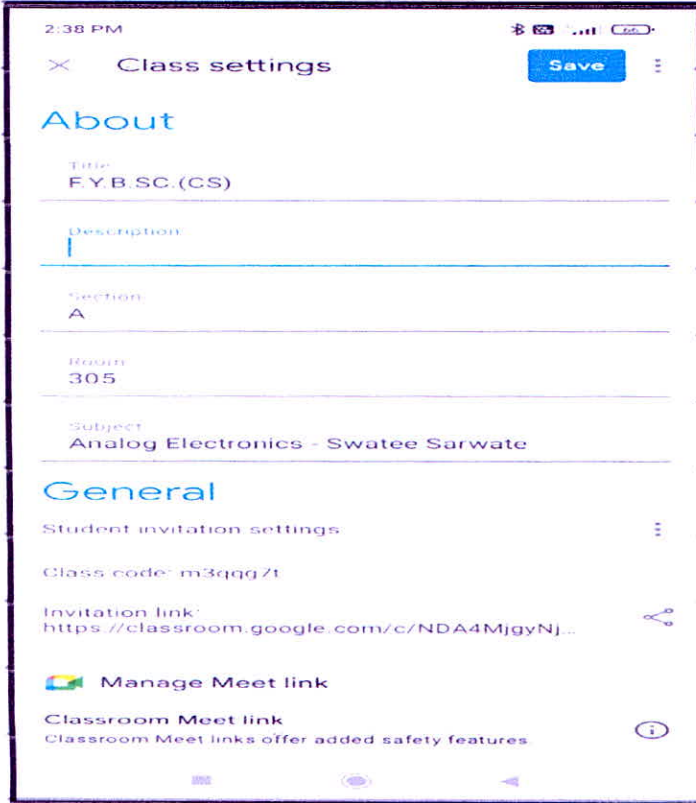 2:38 PM
66
Class settings
Save
About
Title
F.Y.B.SC.(CS)
Description
Section
A
Room
305
Subject
Analog Electronics - Swatee Sarwate
General
Student invitation settings
Class code: m3qqg7t
Invitation link:
https://classroom.google.com/c/NDA4MjgyNj...
Manage Meet link
Classroom Meet link
Classroom Meet links offer added safety features